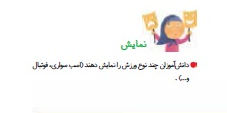 نمایش
دانش‌آموزان چند نوع ورزش را نمایش دهند (اسب سواری، فوتبال
و...) .